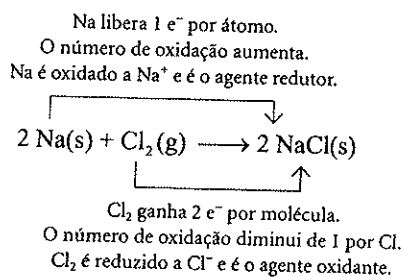 Na libera 1 e⁻ por átomo.
O número de oxidação aumenta.
Na é oxidado a Na⁺ e é o agente redutor.
2 Na(s) + Cl₂(g) ⟶ 2 NaCl(s)
Cl₂ ganha 2 e⁻ por molécula.
O número de oxidação diminui de 1 por Cl.
Cl₂ é reduzido a Cl⁻ e é o agente oxidante.